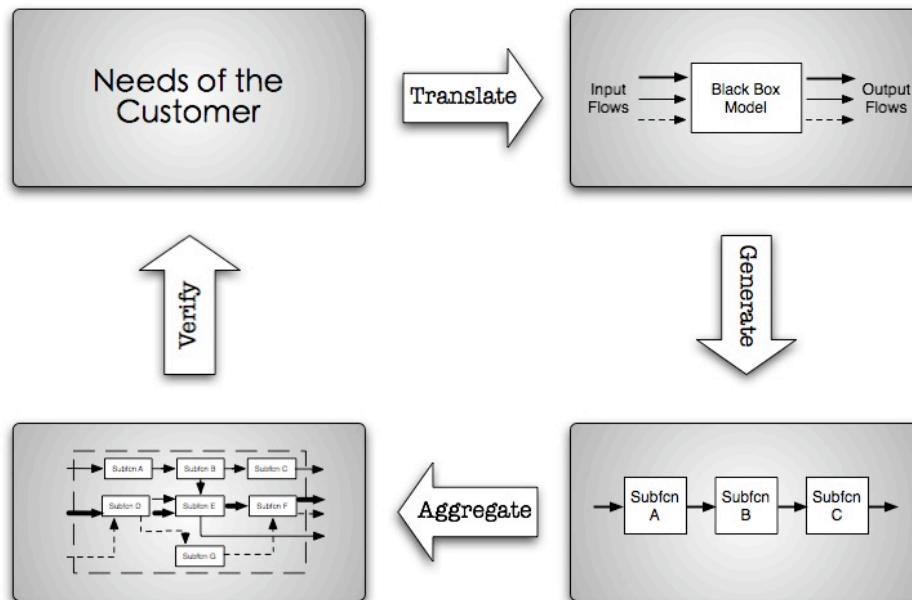 Needs of the
Customer
Translate
Input
Flows
Black Box
Model
Output
Flows
Verify
Generate
Subfcn A
Subfcn B
Subfcn C
Subfcn D
Subfcn E
Subfcn F
Subfcn G
Aggregate
Subfcn
A
Subfcn
B
Subfcn
C